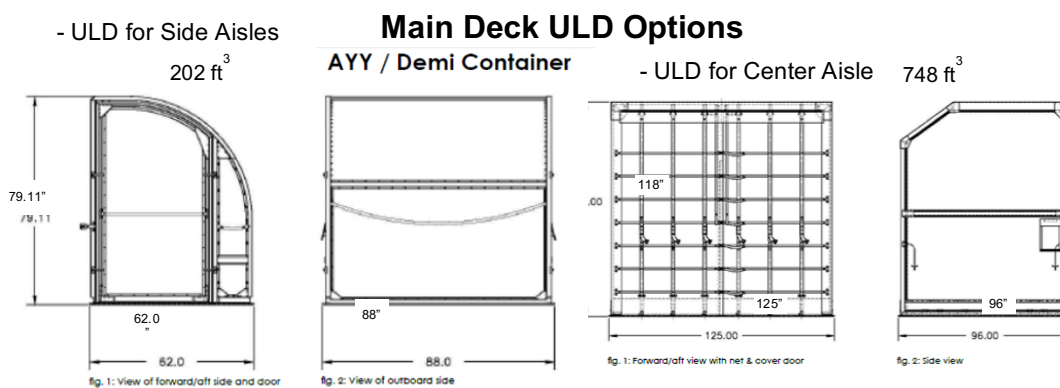 Main Deck ULD Options
- ULD for Side Aisles
202 ft3
AYY / Demi Container
- ULD for Center Aisle 748 ft3
79.11”
79.11
62.0
”
62.0
fig. 1: View of forward/aft side and door
88”
88.0
fig. 2: View of outboard side
.00
118”
125”
125.00
fig. 1: Forward/aft view with net & cover door
96”
96.00
fig. 2: Side view